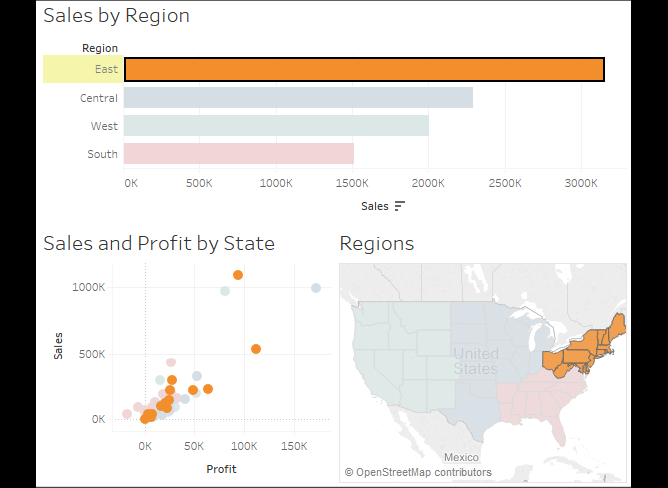 Sales by Region
Region
East
Central
West
South
0K 500K 1000K 1500K 2000K 2500K 3000K
Sales
Sales and Profit by State
1000K
500K
0K
Sales
0K 50K 100K 150K
Profit
Regions
United
States
Mexico
© OpenStreetMap contributors